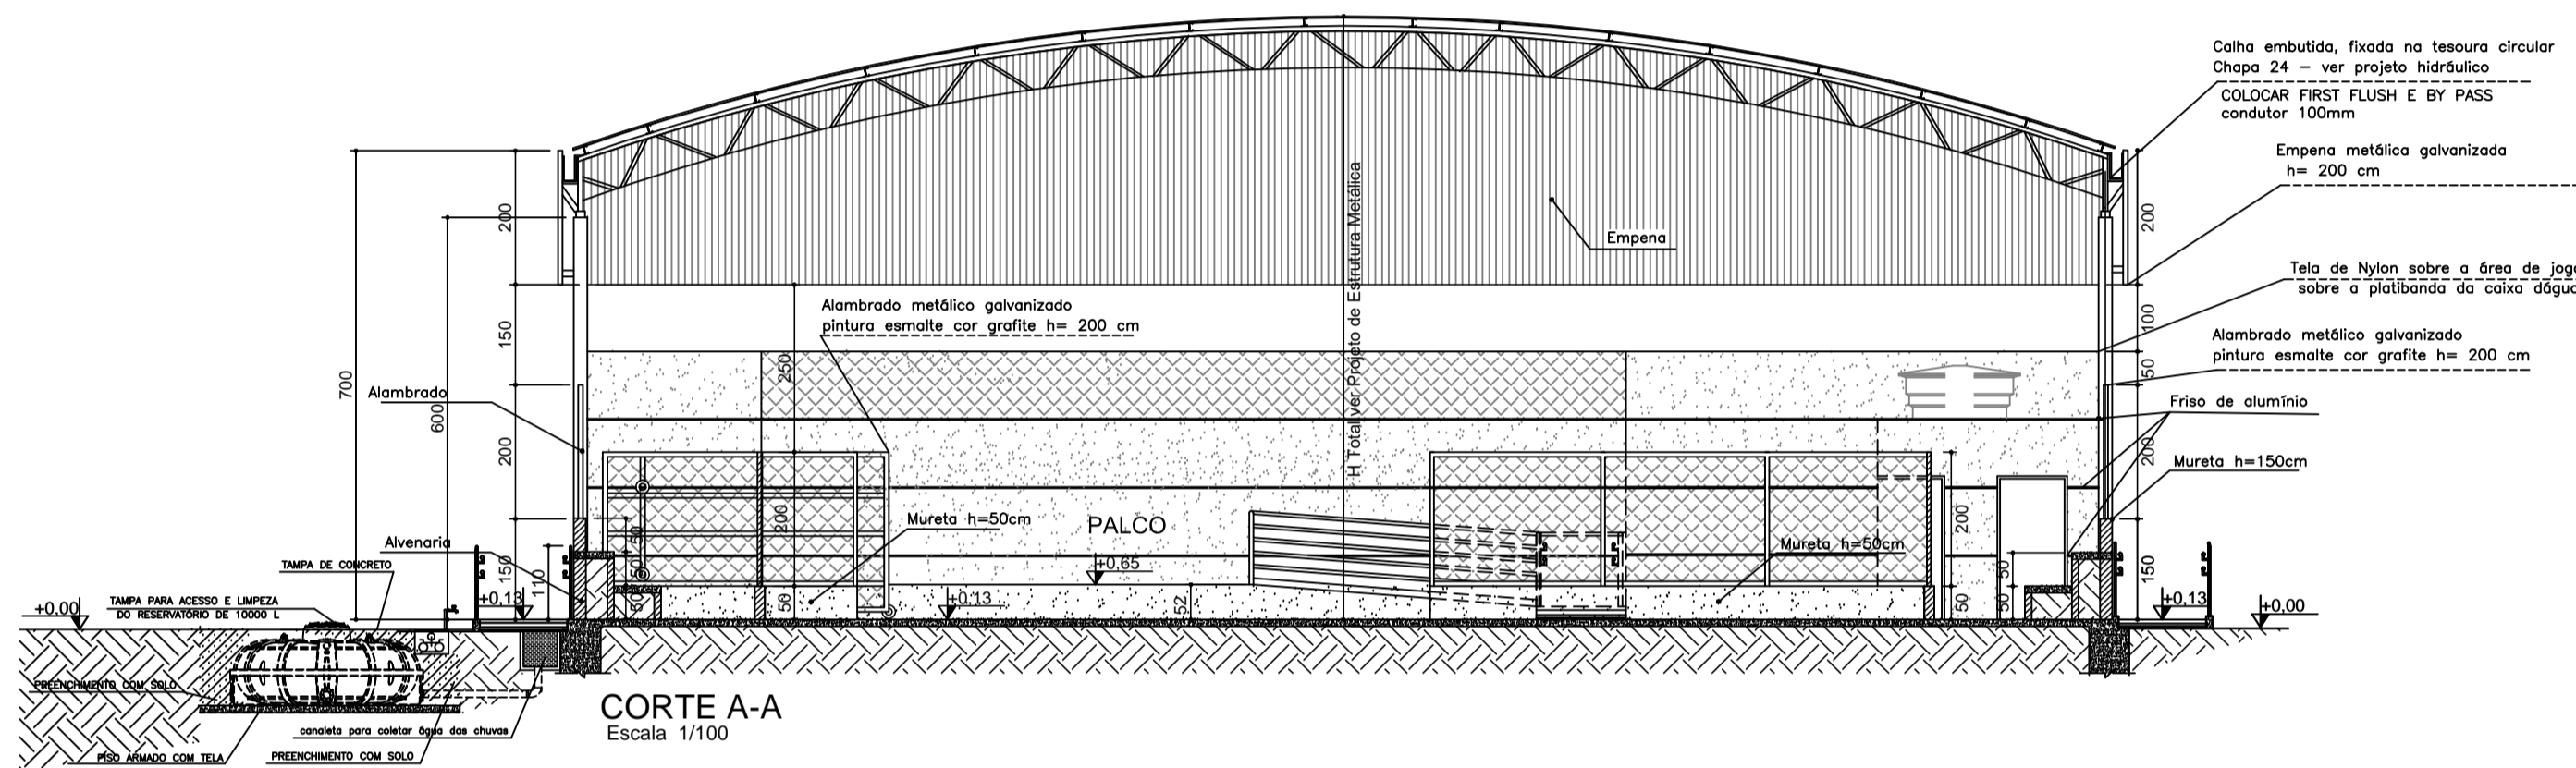 Calha embutida, fixada na tesoura circular
Chapa 24 - ver projeto hidráulico
COLOCAR FIRST FLUSH E BY PASS
condutor 100mm
Empena metálica galvanizada
h= 200 cm
Empena
Tela de Nylon sobre a área de jogo
sobre a platibanda da caixa dágua
Alambrado metálico galvanizado
pintura esmalte cor grafite h= 200 cm
Alambrado metálico galvanizado
pintura esmalte cor grafite h= 200 cm
Friso de alumínio
Mureta h=150cm
H Total ver Projeto de Estrutura Metálica
Alambrado
Alvenaria
Mureta h=50cm
PALCO
Mureta h=50cm
700
600
200
150
200
150
110
250
200
50
50
50
50
52
200
50
50
50
200
100
50
200
150
+0,65
+0,13
+0,13
+0,13
+0,00
+0,00
TAMPA DE CONCRETO
TAMPA PARA ACESSO E LIMPEZA
DO RESERVATÓRIO DE 10000 L
PREENCHIMENTO COM SOLO
canaleta para coletar água das chuvas
PISO ARMADO COM TELA
PREENCHIMENTO COM SOLO
CORTE A-A
Escala 1/100